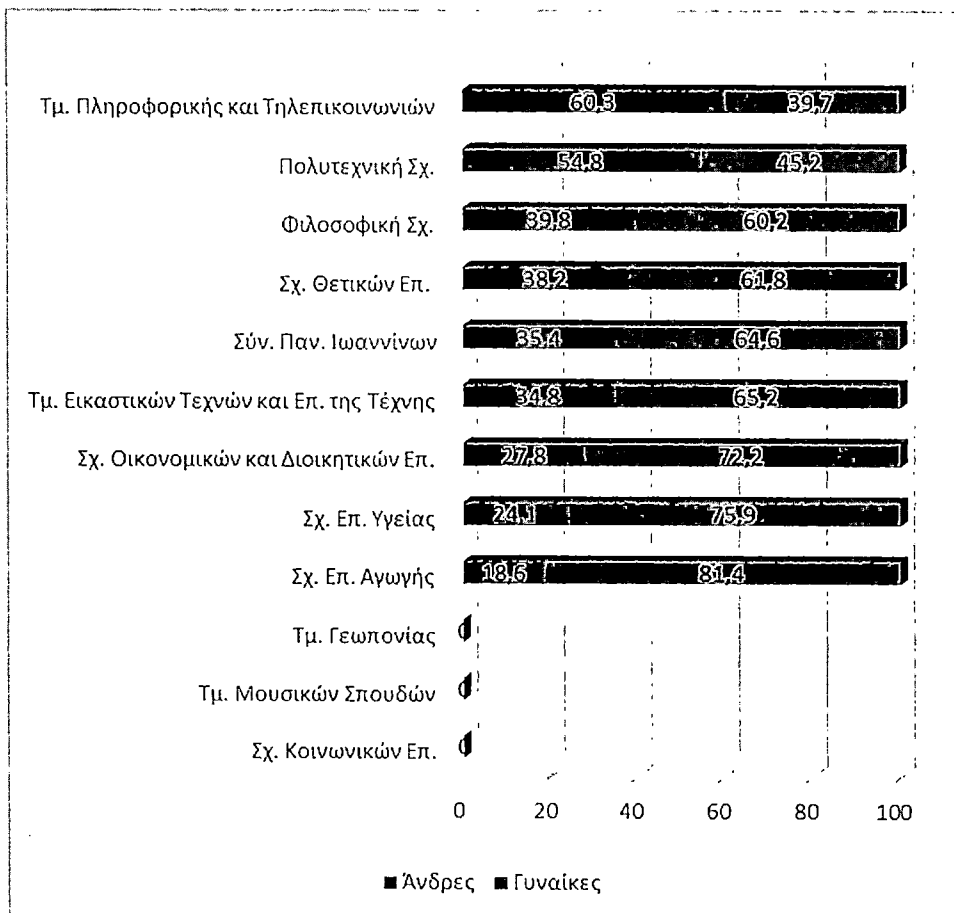 Τμ. Πληροφορικής και Τηλεπικοινωνιών 60,3 39,7
Πολυτεχνική Σχ. 54,8 45,2
Φιλοσοφική Σχ. 39,8 60,2
Σχ. Θετικών Επ. 38,2 61,8
Σύν. Παν. Ιωαννίνων 35,4 64,6
Τμ. Εικαστικών Τεχνών και Επ. της Τέχνης 34,8 65,2
Σχ. Οικονομικών και Διοικητικών Επ. 27,8 72,2
Σχ. Επ. Υγείας 24,1 75,9
Σχ. Επ. Αγωγής 18,6 81,4
Τμ. Γεωπονίας 0
Τμ. Μουσικών Σπουδών 0
Σχ. Κοινωνικών Επ. 0
0 20 40 60 80 100
Άνδρες Γυναίκες